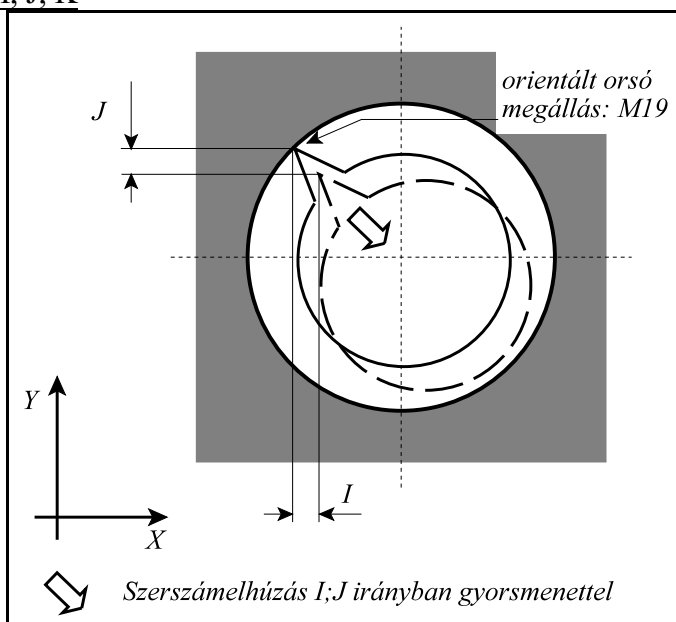 I, J, K
orientált orsó
megállás: M19
J
Y
X
I
Szerszámelhúzás I;J irányban gyorsmenettel